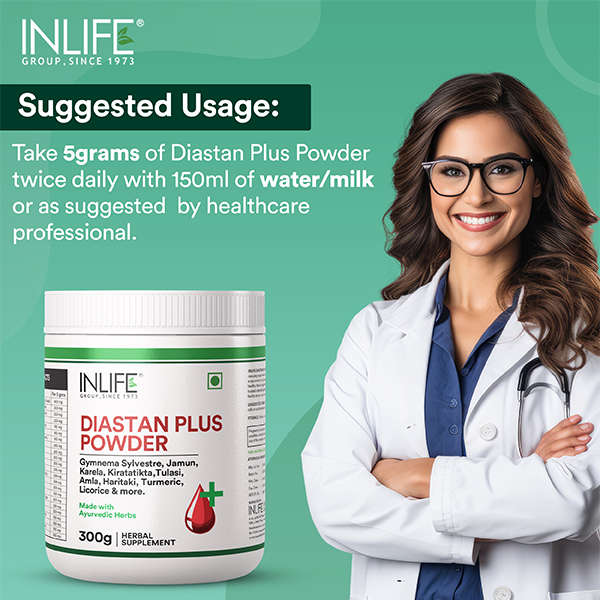 INLIFE®
GROUP, SINCE 1973
Suggested Usage:
Take 5grams of Diastan Plus Powder
twice daily with 150ml of water/milk
or as suggested by healthcare
professional.
INLIFE®
GROUP, SINCE 1973
DIASTAN PLUS
POWDER
Gymnema Sylvestre, Jamun,
Karela, Kiratatikta,Tulasi,
Amla, Haritaki, Turmeric,
Licorice & more.
Made with
Ayurvedic Herbs
300g
HERBAL
SUPPLEMENT